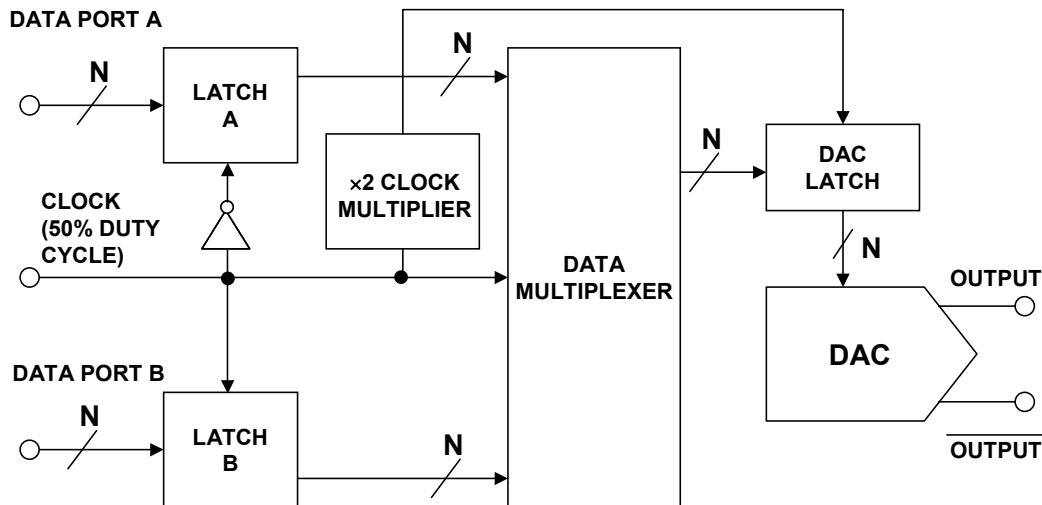 DATA PORT A
N
LATCH
A
N
×2 CLOCK
MULTIPLIER
CLOCK
(50% DUTY
CYCLE)
DATA
MULTIPLEXER
N
DAC
LATCH
N
DAC
OUTPUT
OUTPUT
DATA PORT B
N
LATCH
B
N